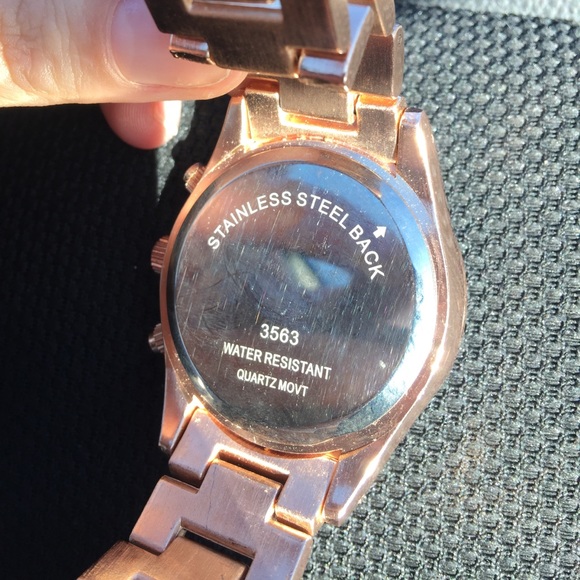 STAINLESS STEEL BACK
3563
WATER RESISTANT
QUARTZ MOVT